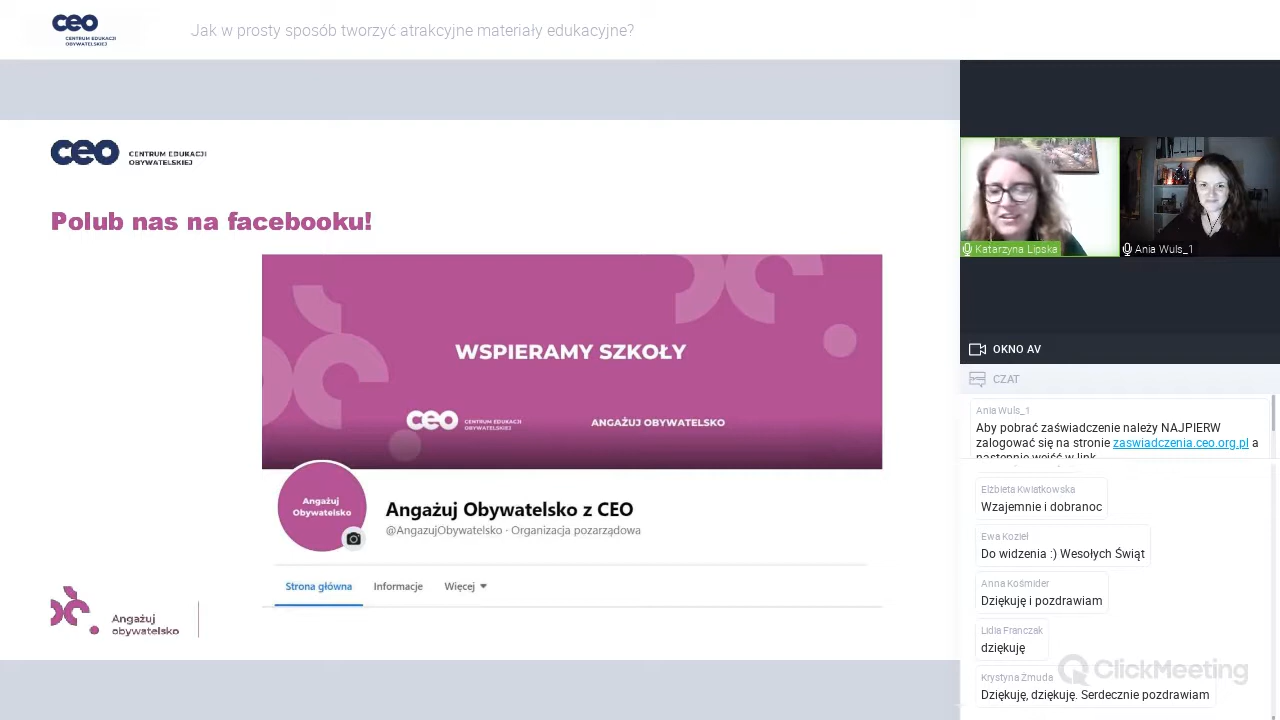 ceo
CENTRUM EDUKACJI
OBYWATELSKIEJ
Jak w prosty sposób tworzyć atrakcyjne materiały edukacyjne?
ceo
CENTRUM EDUKACJI
OBYWATELSKIEJ
Polub nas na facebooku!
WSPIERAMY SZKOŁY
ceo
CENTRUM EDUKACJI
OBYWATELSKIEJ
ANGAŻUJ OBYWATELSKO
Angażuj
Obywatelsko
Angażuj Obywatelsko z CEO
@AngazujObywatelsko · Organizacja pozarządowa
Strona główna
Informacje
Więcej
Angażuj
obywatelsko
Katarzyna Lipska
Ania Wuls_1
OKNO AV
CZAT
Ania Wuls_1
Aby pobrać zaświadczenie należy NAJPIERW
zalogować się na stronie zaswiadczenia.ceo.org.pl a
następnie wejść w link
Elżbieta Kwiatkowska
Wzajemnie i dobranoc
Ewa Kozieł
Do widzenia :) Wesołych Świąt
Anna Kośmider
Dziękuję i pozdrawiam
Lidia Franczak
dziękuję
Krystyna Żmuda
Dziękuję, dziękuję. Serdecznie pozdrawiam
ClickMeeting